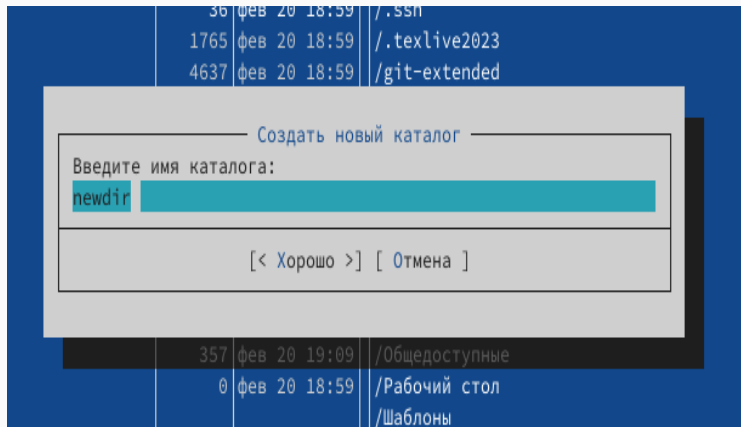 36 фев 20 18:59 /.ssh
1765 фев 20 18:59 /.texlive2023
4637 фев 20 18:59 /git-extended
Создать новый каталог
Введите имя каталога:
newdir
[< Хорошо >] [ Отмена ]
357 фев 20 19:09 /Общедоступные
0 фев 20 18:59 /Рабочий стол
/Шаблоны